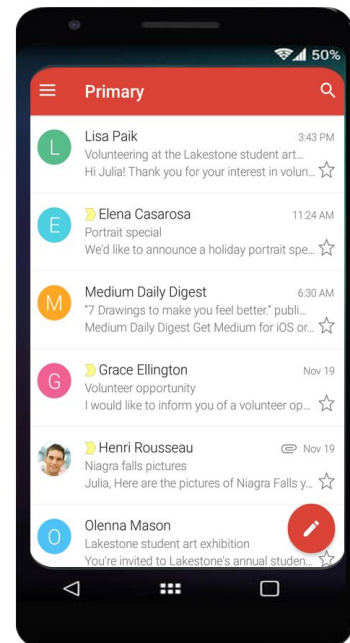 50%
Primary
L
Lisa Paik 3:43 PM
Volunteering at the Lakestone student art...
Hi Julia! Thank you for your interest in volun...
E
Elena Casarosa 11:24 AM
Portrait special
We'd like to announce a holiday portrait spe...
M
Medium Daily Digest 6:30 AM
"7 Drawings to make you feel better." publi...
Medium Daily Digest Get Medium for iOS or...
G
Grace Ellington Nov 19
Volunteer opportunity
I would like to inform you of a volunteer op...
Henri Rousseau Nov 19
Niagra falls pictures
Julia, Here are the pictures of Niagra Falls y...
O
Olenna Mason
Lakestone student art exhibition
You're invited to Lakestone's annual studen...